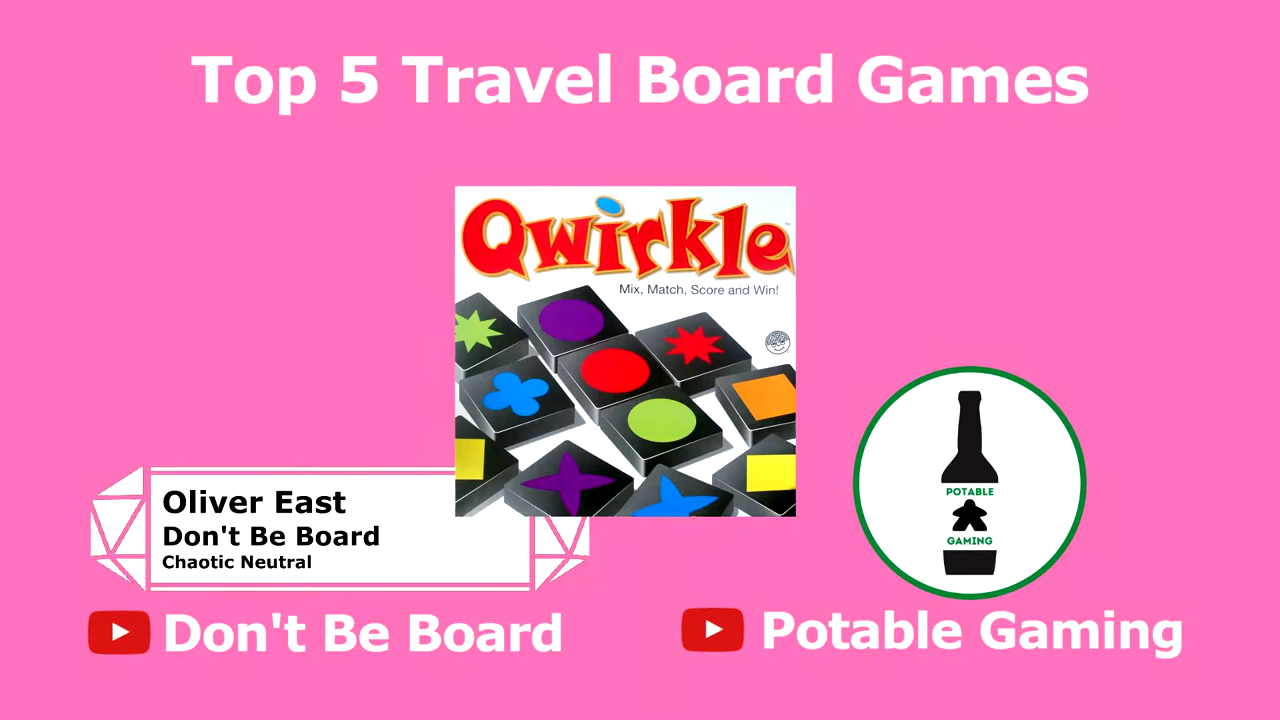 Top 5 Travel Board Games
Qwirkle™
Mix, Match, Score and Win!
Oliver East
Don't Be Board
Chaotic Neutral
POTABLE
GAMING
Don't Be Board
Potable Gaming